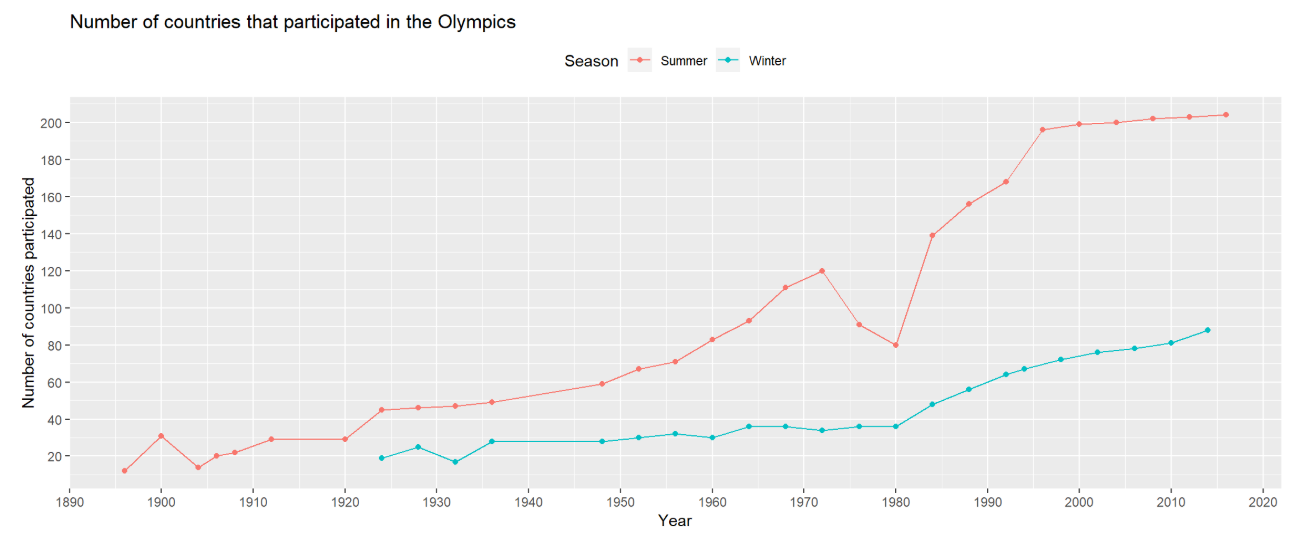 Number of countries that participated in the Olympics
Season Summer Winter
Number of countries participated
200
180
160
140
120
100
80
60
40
20
1890 1900 1910 1920 1930 1940 1950 1960 1970 1980 1990 2000 2010 2020
Year